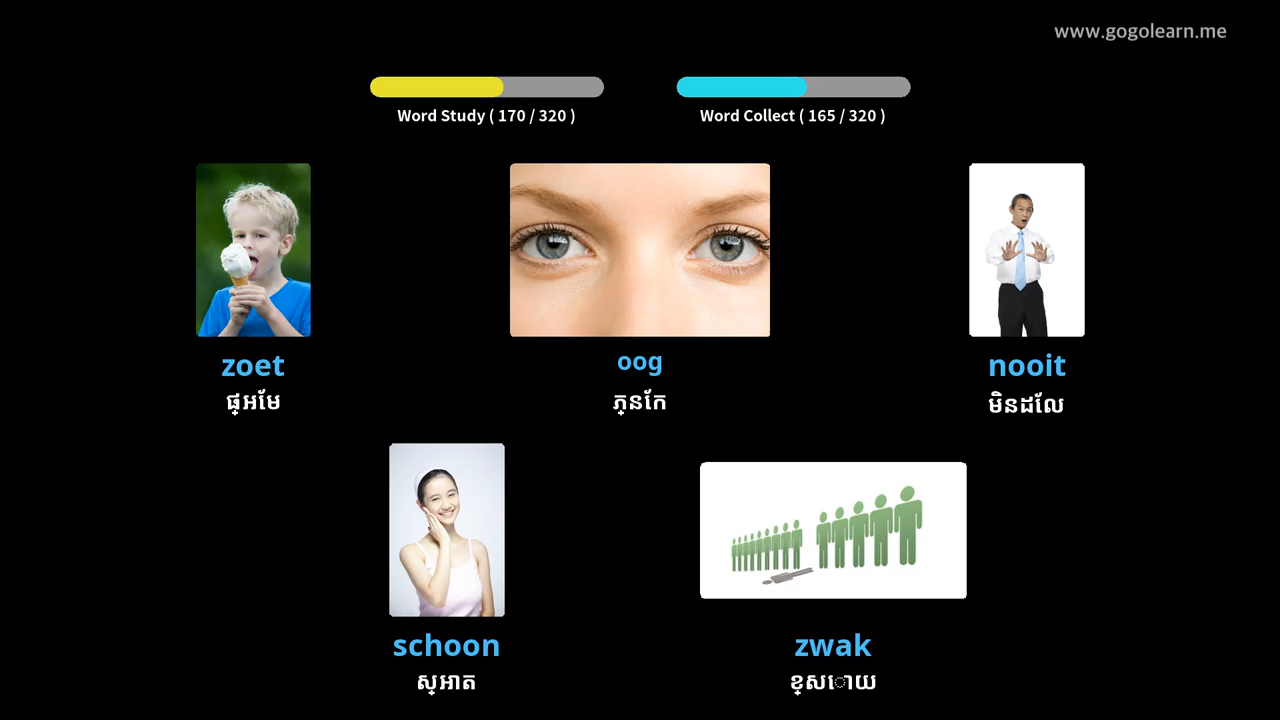 www.gogolearn.me
Word Study ( 170 / 320 )
Word Collect ( 165 / 320 )
zoet
ផ្អែម
oog
ភ្នែក
nooit
មិនដែល
schoon
ស្អាត
zwak
ខ្សោយ